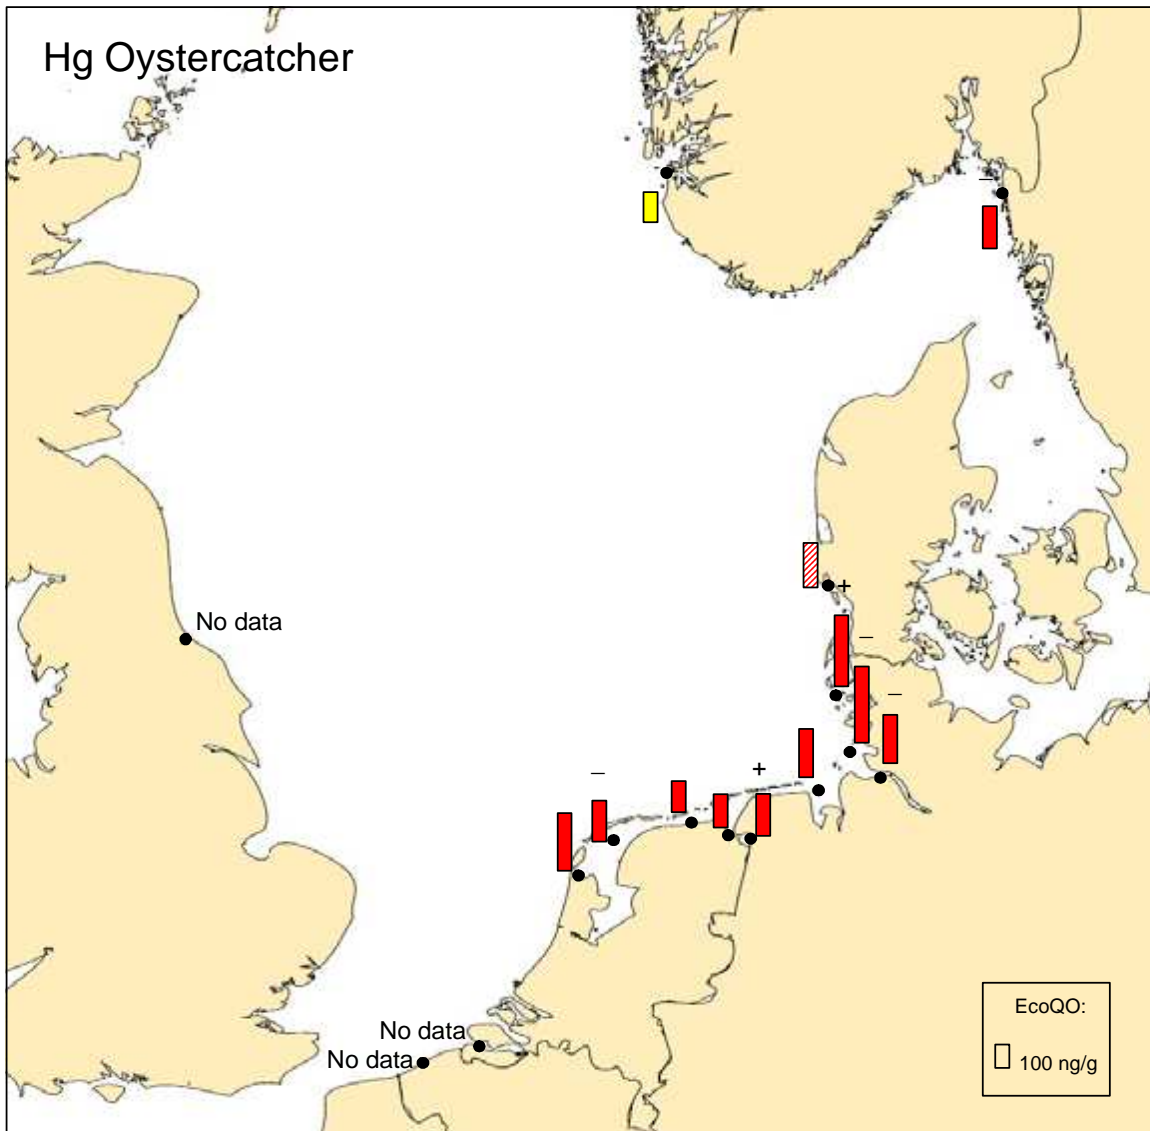 Hg Oystercatcher
–
+
–
No data
–
+
–
No data
No data
EcoQO:
100 ng/g